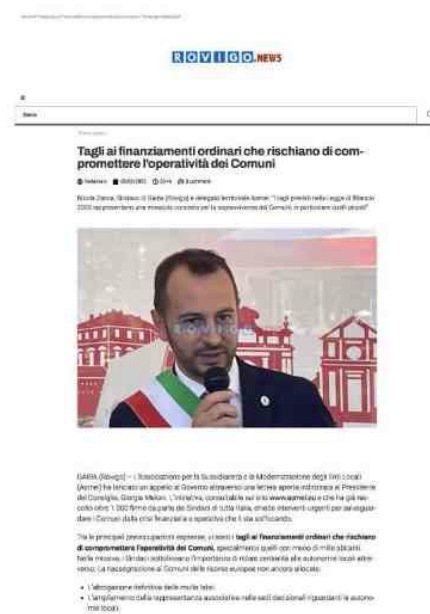 ROVIGO.NEWS
Tagli ai finanziamenti ordinari che rischiano di com-
promettere l'operatività dei Comuni
Nicola Zanca, Sindaco di Gaiba (Rovigo) e delegato territoriale Asmel: "I tagli previsti nella Legge di Bilancio
2025 rappresentano una minaccia concreta per la sopravvivenza dei Comuni, in particolare quelli piccoli"
GAIBA (Rovigo) – L'Associazione per la Sussidiarietà e la Modernizzazione degli Enti Locali
(Asmel) ha lanciato un appello al Governo attraverso una lettera aperta indirizzata al Presidente
del Consiglio, Giorgia Meloni. L'iniziativa, consultabile sul sito www.asmel.eu e che ha già rac-
colto oltre 1.000 firme da parte dei Sindaci di tutta Italia, chiede interventi urgenti per salvaguar-
dare i Comuni dalla crisi finanziaria e operativa che li sta soffocando.
Tra le principali preoccupazioni espresse, vi sono i tagli ai finanziamenti ordinari che rischiano
di compromettere l'operatività dei Comuni, specialmente quelli con meno di mille abitanti.
Nella missiva, i Sindaci sottolineano l'importanza di ridare centralità alle autonomie locali attra-
verso: La riassegnazione ai Comuni delle risorse europee non ancora allocate.
• L'abrogazione definitiva delle multe
• L'ampliamento della rappresentanza associativa nelle sedi decisionali riguardanti le autono-
mie locali.